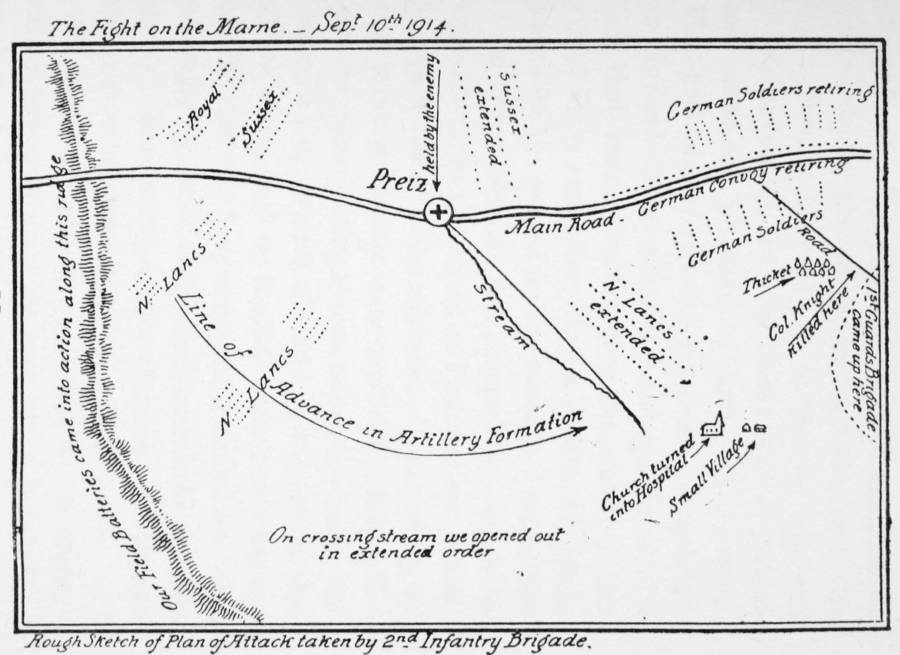 The Fight on the Marne. – Sept. 10th 1914.
Royal
Sussex
held by the enemy
Sussex
extended
German Soldiers retiring
Preiz
Main Road - German Convoy retiring
German Soldiers
Road
Thicket
Col. Knight
killed here
1st Guards Brigade
came up here
Our Field Batteries came into action along this ridge
N. Lancs
N. Lancs
Line of Advance in Artillery Formation
Stream
N Lancs
extended
Church turned
into Hospital
Small Village
On crossing stream we opened out
in extended order
Rough Sketch of Plan of Attack taken by 2nd Infantry Brigade.